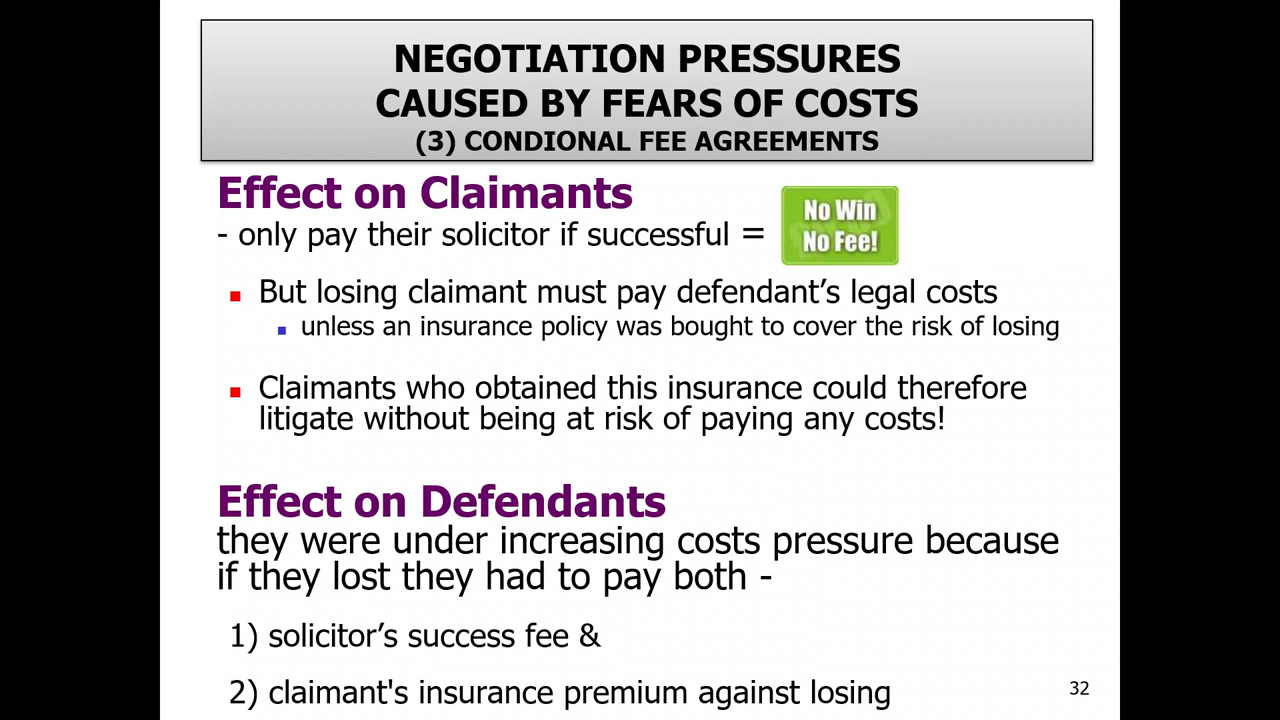 NEGOTIATION PRESSURES
CAUSED BY FEARS OF COSTS
(3) CONDIONAL FEE AGREEMENTS
Effect on Claimants
- only pay their solicitor if successful =
No Win
No Fee!
But losing claimant must pay defendant’s legal costs
unless an insurance policy was bought to cover the risk of losing
Claimants who obtained this insurance could therefore
litigate without being at risk of paying any costs!
Effect on Defendants
they were under increasing costs pressure because
if they lost they had to pay both -
1) solicitor’s success fee &
2) claimant's insurance premium against losing
32